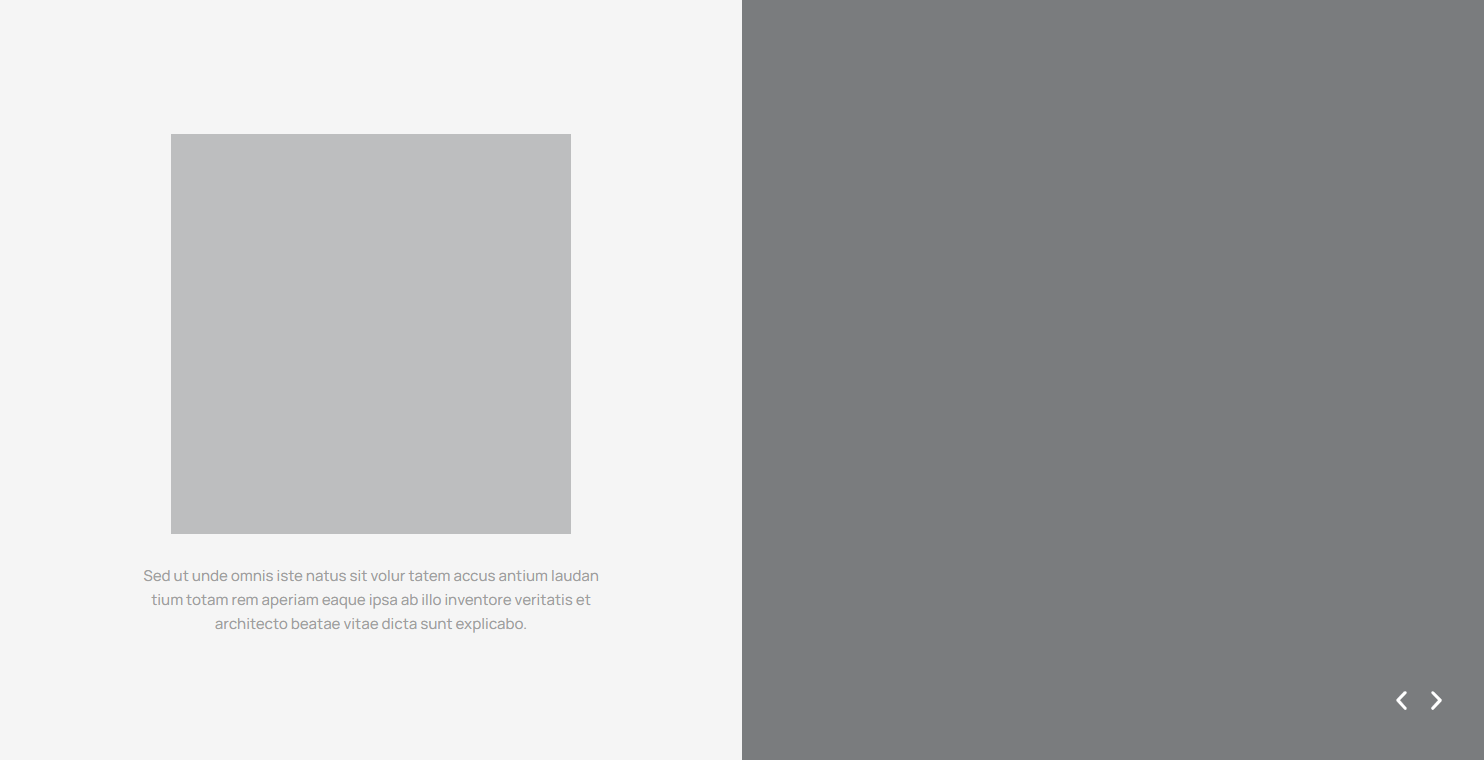 Sed ut unde omnis iste natus sit volur tatem accus antium laudan
tium totam rem aperiam eaque ipsa ab illo inventore veritatis et
architecto beatae vitae dicta sunt explicabo.